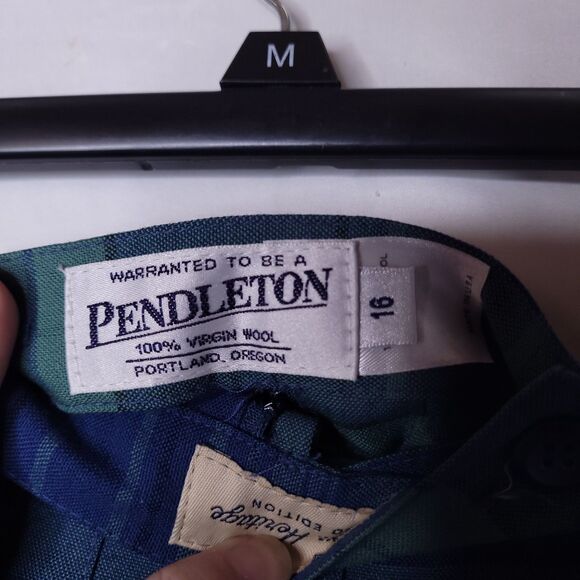 M
WARRANTED TO BE A
PENDLETON
100% VIRGIN WOOL
PORTLAND, OREGON
16
Heritage
EDITION